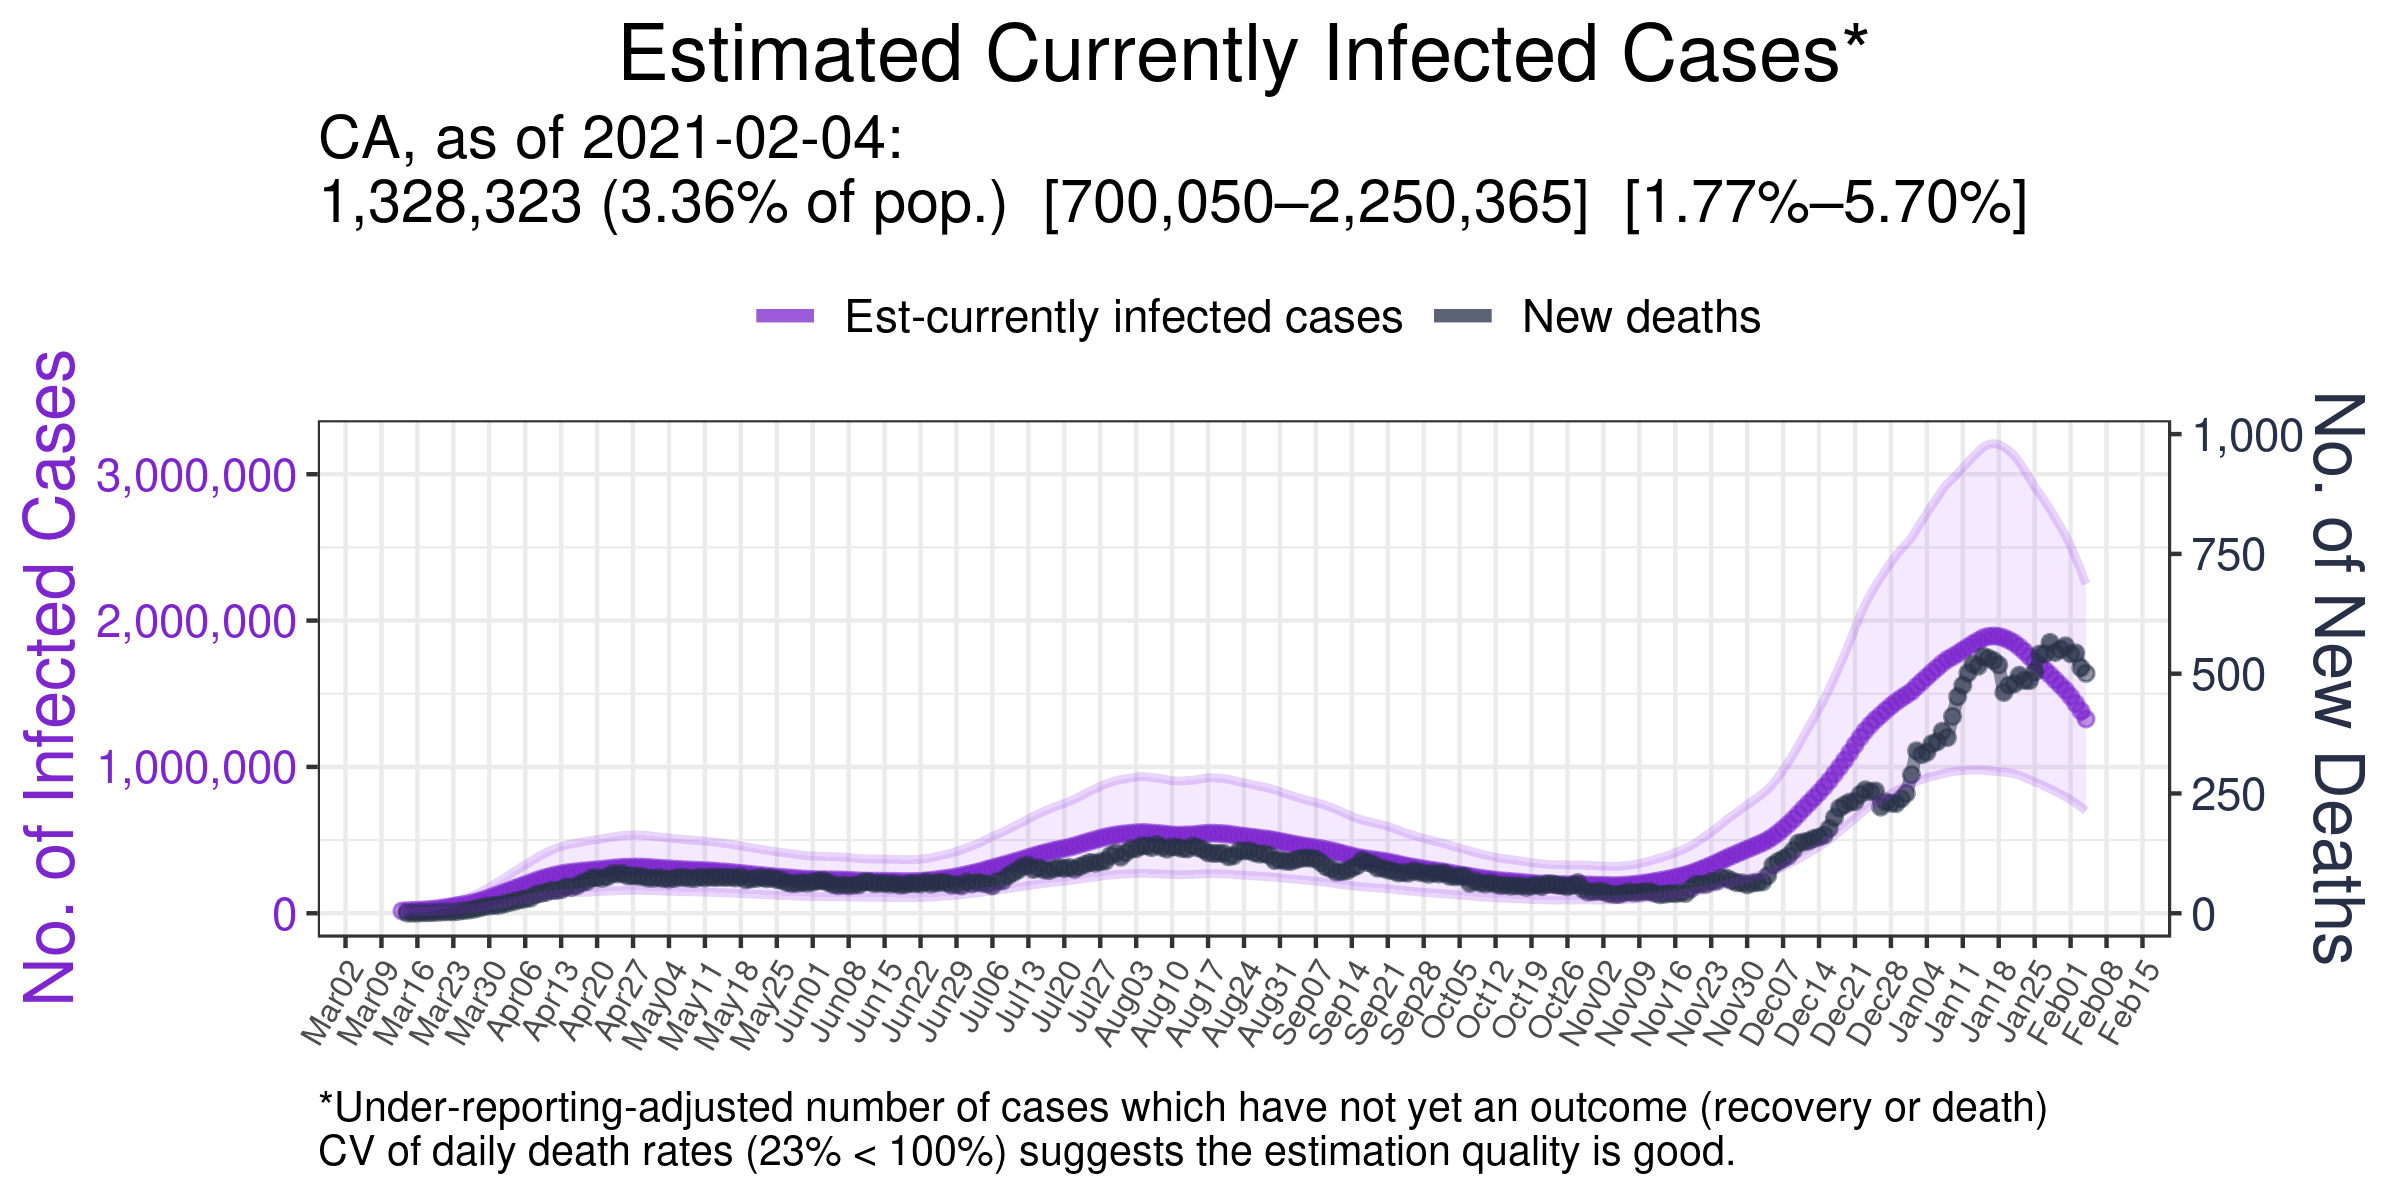 Estimated Currently Infected Cases*
CA, as of 2021-02-04:
1,328,323 (3.36% of pop.) [700,050–2,250,365] [1.77%–5.70%]
Est-currently infected cases New deaths
No. of Infected Cases
3,000,000
2,000,000
1,000,000
0
1,000
750
500
250
0
No. of New Deaths
Mar02 Mar09 Mar16 Mar23 Mar30 Apr06 Apr13 Apr20 Apr27 May04 May11 May18 May25 Jun01 Jun08 Jun15 Jun22 Jun29 Jul06 Jul13 Jul20 Jul27 Aug03 Aug10 Aug17 Aug24 Aug31 Sep07 Sep14 Sep21 Sep28 Oct05 Oct12 Oct19 Oct26 Nov02 Nov09 Nov16 Nov23 Nov30 Dec07 Dec14 Dec21 Dec28 Jan04 Jan11 Jan18 Jan25 Feb01 Feb08 Feb15
*Under-reporting-adjusted number of cases which have not yet an outcome (recovery or death)
CV of daily death rates (23% < 100%) suggests the estimation quality is good.